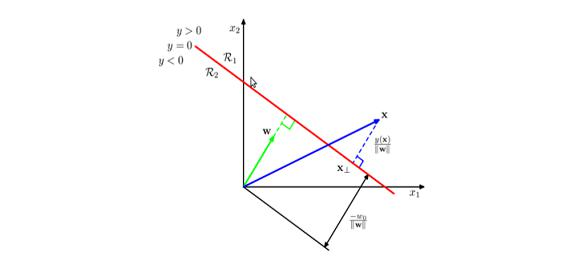 y > 0
y = 0
y < 0
x₂
R₁
R₂
w
x
y(x)
‖w‖
x⊥
x₁
−w₀
‖w‖